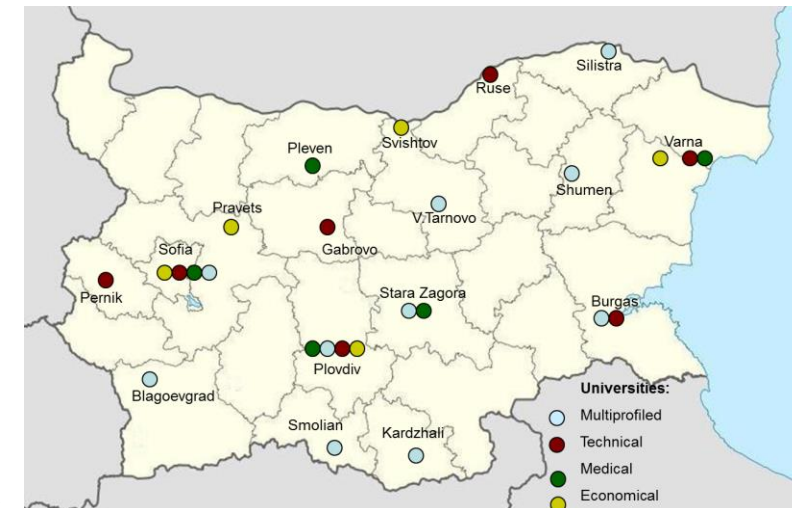 Silistra
Ruse
Svishtov
Varna
Pleven
Shumen
V.Tarnovo
Pravets
Gabrovo
Sofia
Pernik
Stara Zagora
Burgas
Plovdiv
Blagoevgrad
Smolian
Kardzhali
Universities:
Multiprofiled
Technical
Medical
Economical